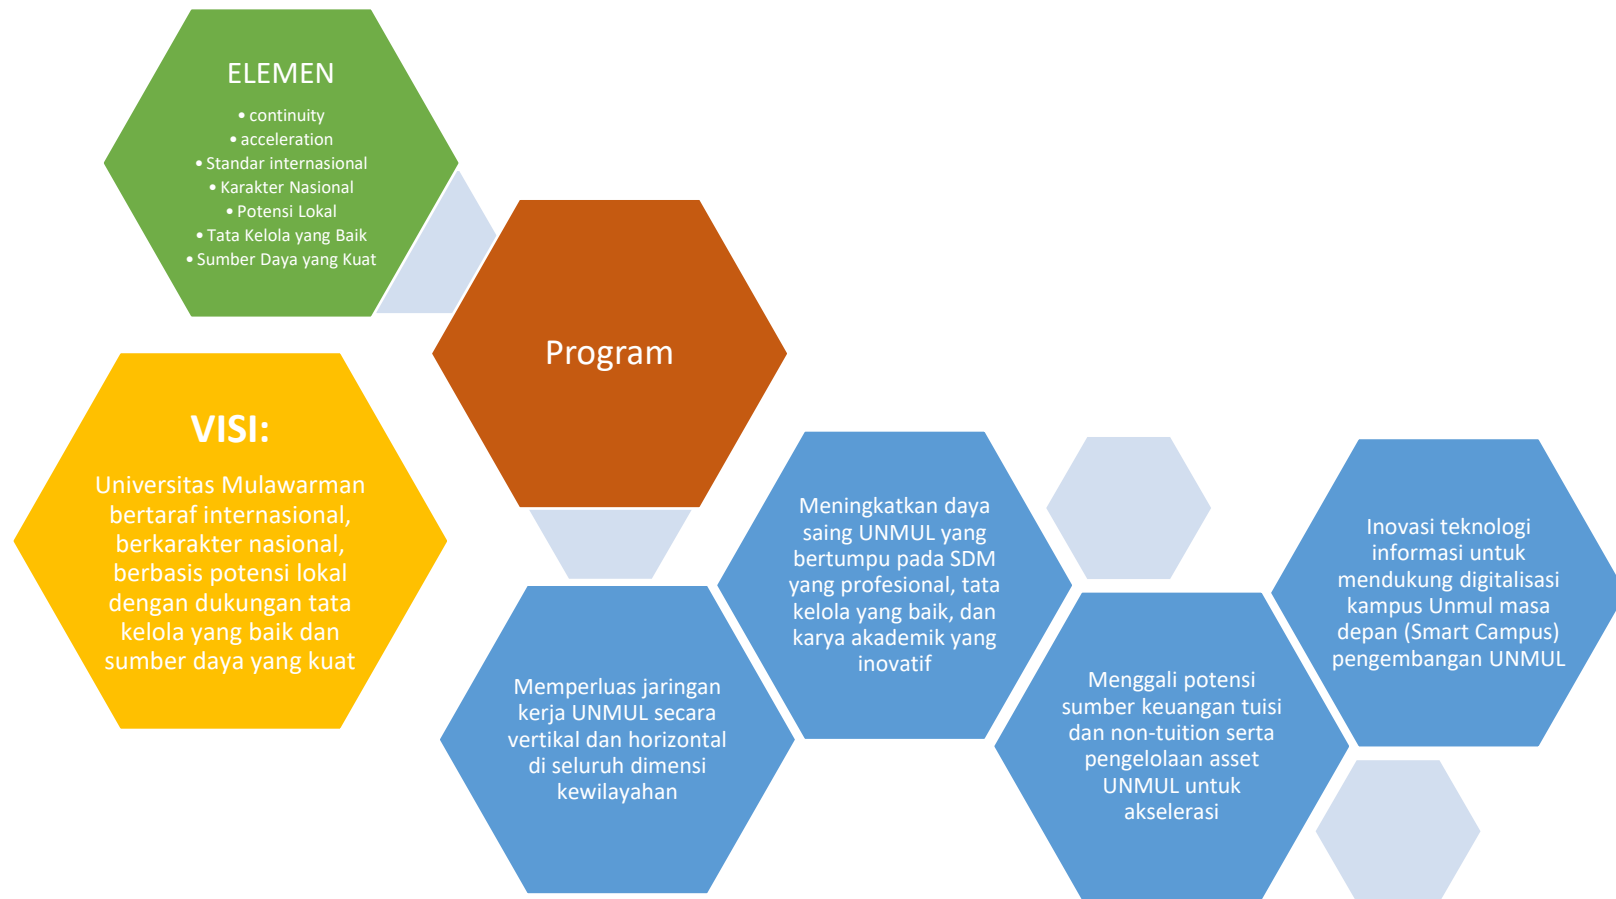 ELEMEN
• continuity
• acceleration
• Standar internasional
• Karakter Nasional
• Potensi Lokal
• Tata Kelola yang Baik
• Sumber Daya yang Kuat
Program
VISI:
Universitas Mulawarman
bertaraf internasional,
berkarakter nasional,
berbasis potensi lokal
dengan dukungan tata
kelola yang baik dan
sumber daya yang kuat
Memperluas jaringan
kerja UNMUL secara
vertikal dan horizontal
di seluruh dimensi
kewilayahan
Meningkatkan daya
saing UNMUL yang
bertumpu pada SDM
yang profesional, tata
kelola yang baik, dan
karya akademik yang
inovatif
Menggali potensi
sumber keuangan tuisi
dan non-tuition serta
pengelolaan asset
UNMUL untuk
akselerasi
Inovasi teknologi
informasi untuk
mendukung digitalisasi
kampus Unmul masa
depan (Smart Campus)
pengembangan UNMUL